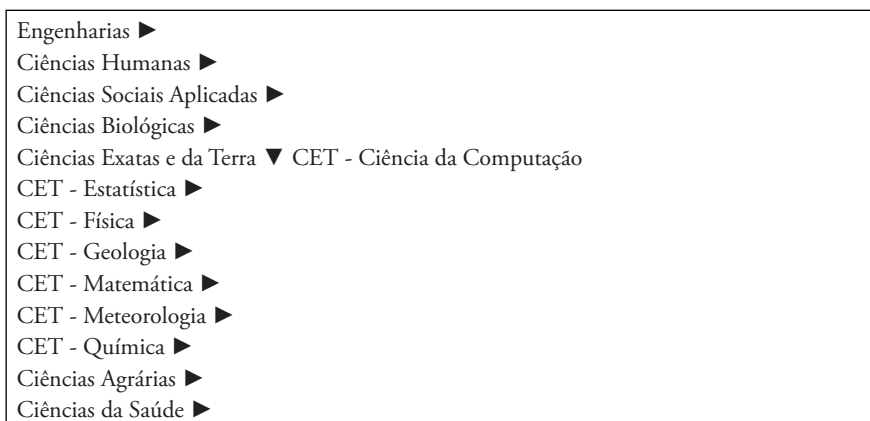 Engenharias ►
Ciências Humanas ►
Ciências Sociais Aplicadas ►
Ciências Biológicas ►
Ciências Exatas e da Terra ▼ CET - Ciência da Computação
CET - Estatística ►
CET - Física ►
CET - Geologia ►
CET - Matemática ►
CET - Meteorologia ►
CET - Química ►
Ciências Agrárias ►
Ciências da Saúde ►